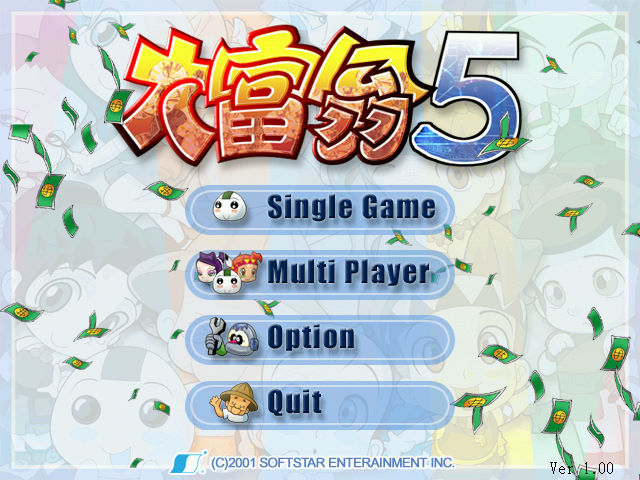 大富翁5
Single Game
Multi Player
Option
Quit
(C)2001 SOFTSTAR ENTERAINMENT INC.
Ver 1.00